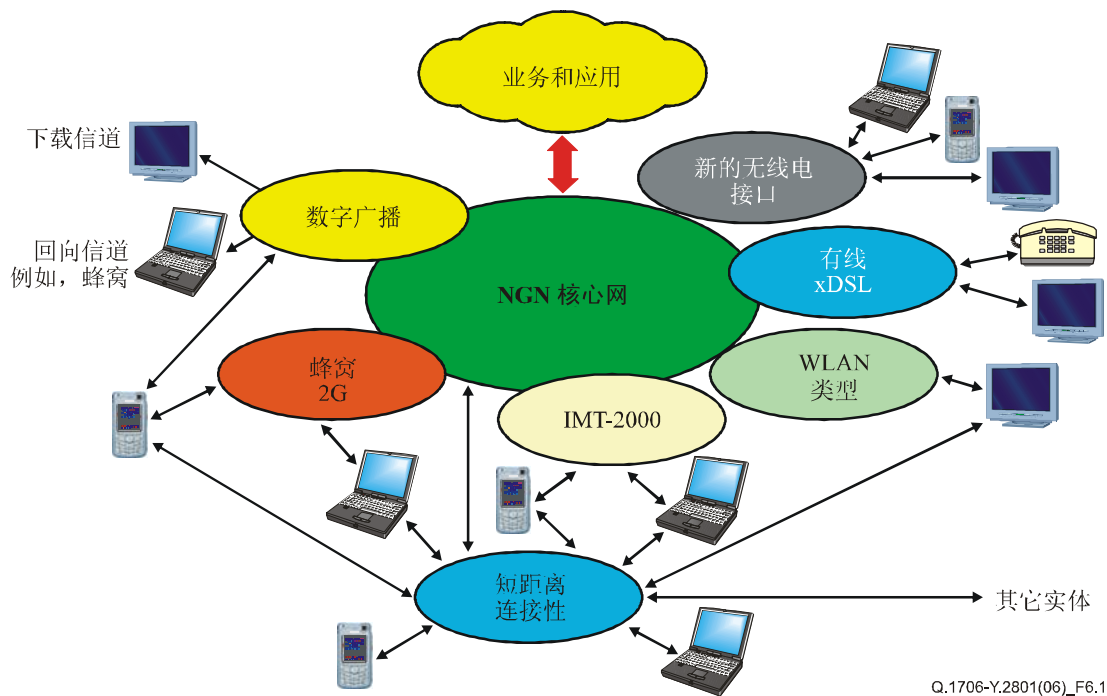 业务和应用
下载信道
新的无线电
接口
数字广播
回向信道
例如，蜂窝
有线
xDSL
NGN 核心网
蜂窝
2G
WLAN
类型
IMT-2000
短距离
连接性
其它实体
Q.1706-Y.2801(06)_F6.1